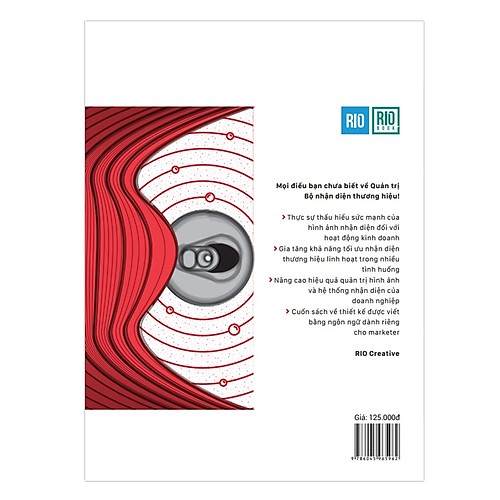 RIO
RIO
BOOK
Mọi điều bạn chưa biết về Quản trị
Bộ nhận diện thương hiệu!
Thực sự thấu hiểu sức mạnh của
hình ảnh nhận diện đối với
hoạt động kinh doanh
Gia tăng khả năng tối ưu nhận diện
thương hiệu linh hoạt trong nhiều
tình huống
Nâng cao hiệu quả quản trị hình ảnh
và hệ thống nhận diện của
doanh nghiệp
Cuốn sách về thiết kế được viết
bằng ngôn ngữ dành riêng
cho marketer
RIO Creative
Giá: 125.000đ
9 786045 965962